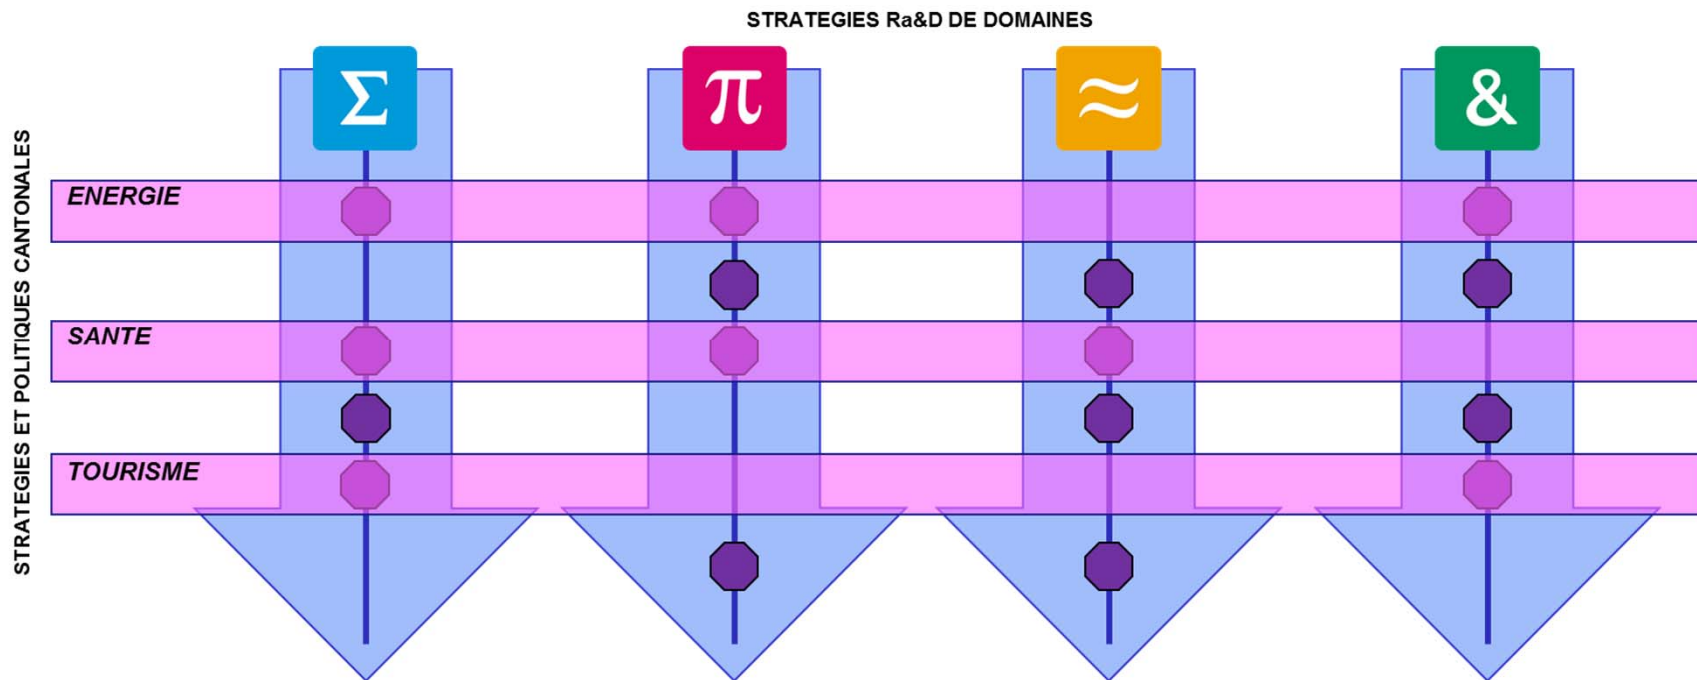 STRATEGIES Ra&D DE DOMAINES
Σ π ≈ &
STRATEGIES ET POLITIQUES CANTONALES
ENERGIE
SANTE
TOURISME